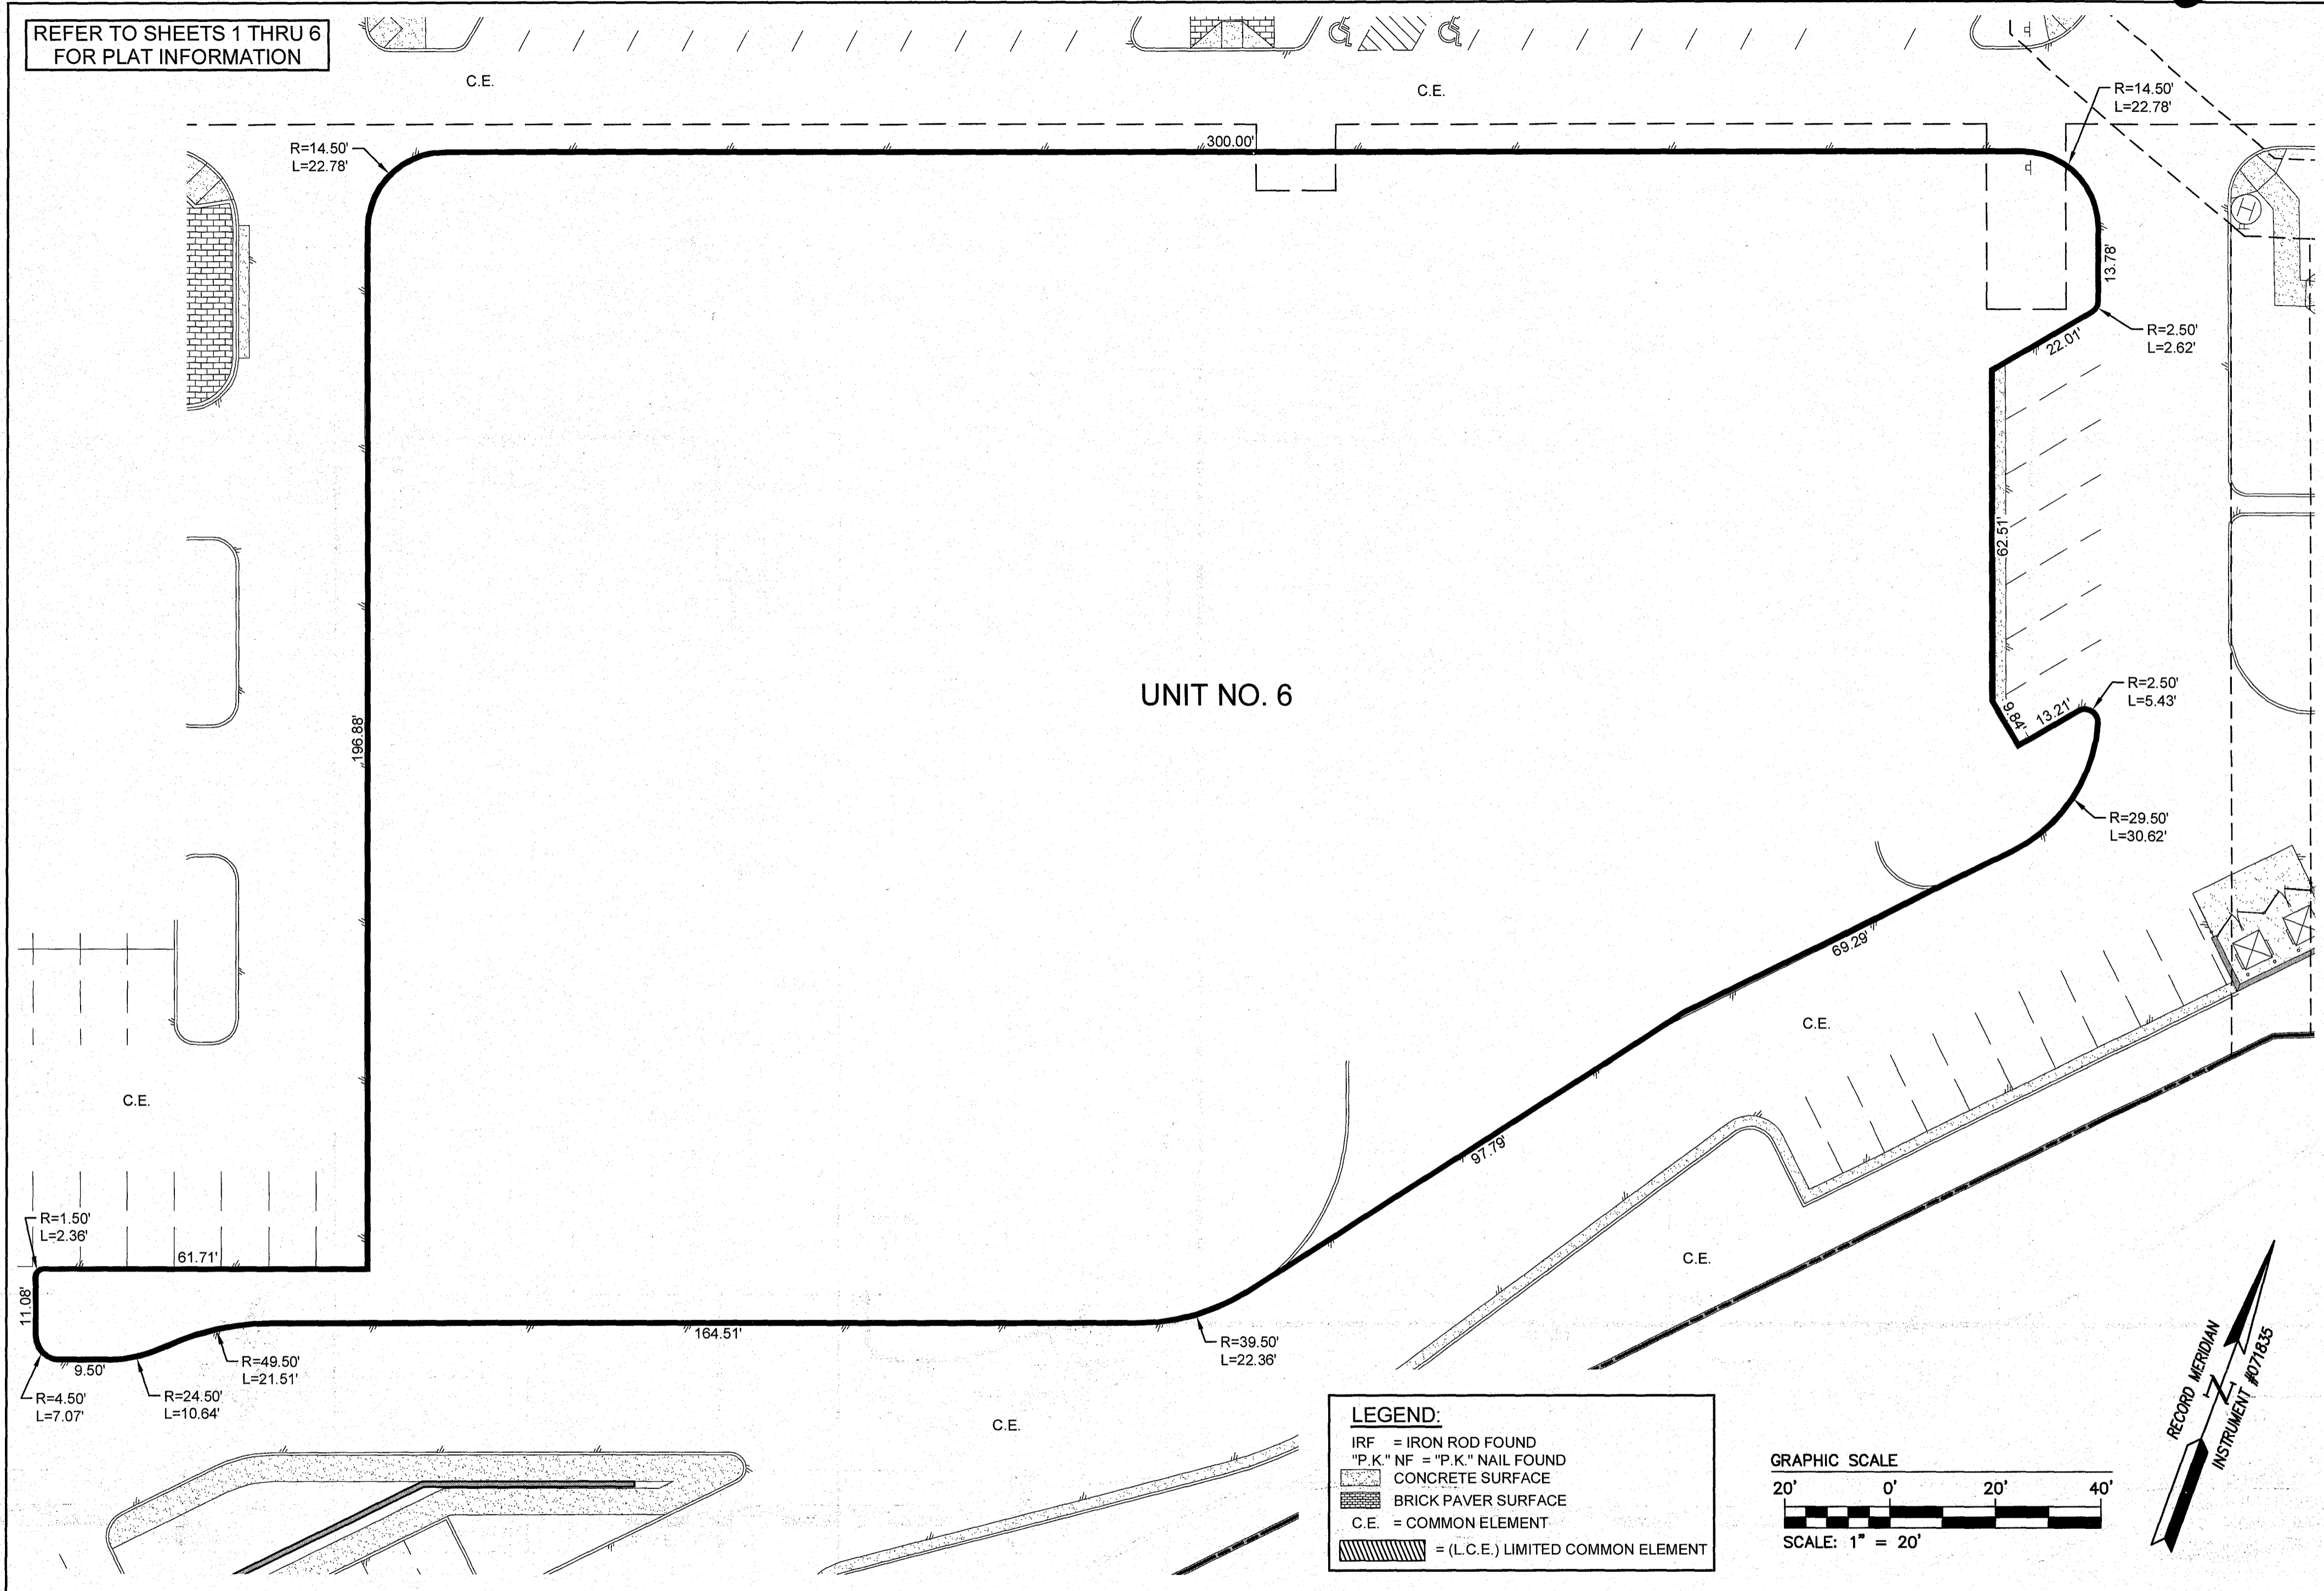 REFER TO SHEETS 1 THRU 6
FOR PLAT INFORMATION
C.E.
C.E.
R=14.50'
L=22.78'
300.00'
R=14.50'
L=22.78'
13.78'
R=2.50'
L=2.62'
22.01'
62.51'
R=2.50'
L=5.43'
9.84'
13.21'
UNIT NO. 6
196.88'
R=29.50'
L=30.62'
69.29'
C.E.
C.E.
97.79'
R=1.50'
L=2.36'
61.71'
C.E.
11.08'
164.51'
R=39.50'
L=22.36'
9.50'
R=49.50'
L=21.51'
R=4.50'
L=7.07'
R=24.50'
L=10.64'
C.E.
LEGEND:
IRF = IRON ROD FOUND
"P.K." NF = "P.K." NAIL FOUND
CONCRETE SURFACE
BRICK PAVER SURFACE
C.E. = COMMON ELEMENT
= (L.C.E.) LIMITED COMMON ELEMENT
GRAPHIC SCALE
20' 0' 20' 40'
SCALE: 1" = 20'
RECORD MERIDIAN
N
INSTRUMENT #071835